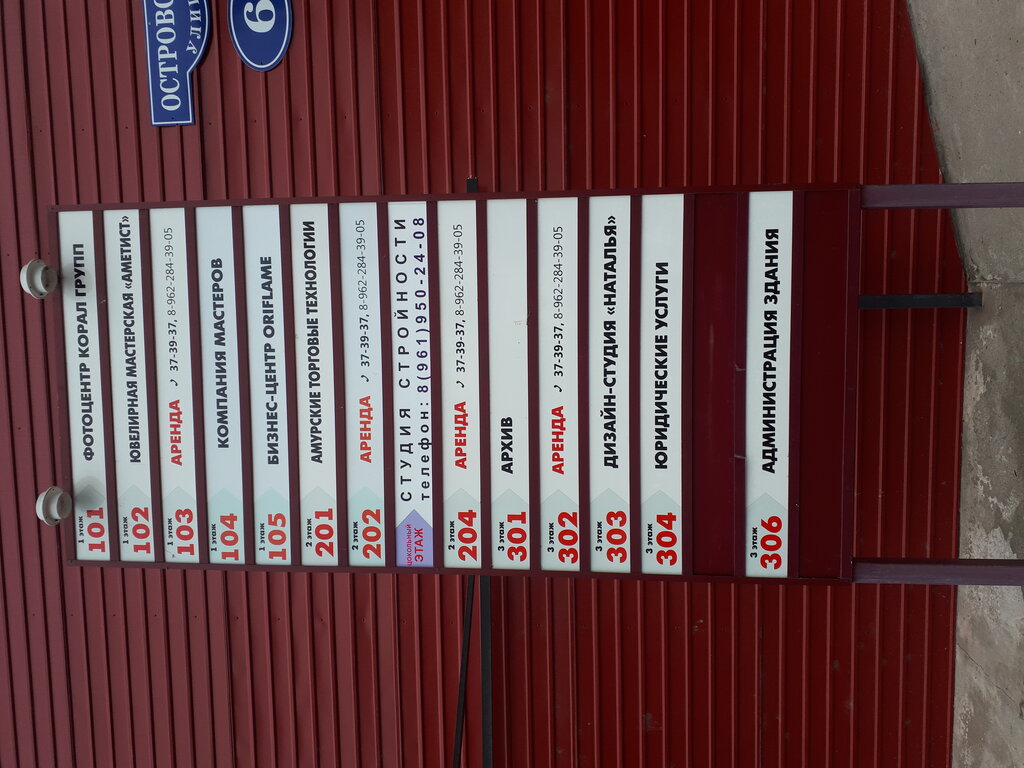 ОСТРОВС
УЛИЦ
6
1 этаж
101 ФОТОЦЕНТР КОРАЛ ГРУПП
1 этаж
102 ЮВЕЛИРНАЯ МАСТЕРСКАЯ «АМЕТИСТ»
1 этаж
103 АРЕНДА 37-39-37, 8-962-284-39-05
1 этаж
104 КОМПАНИЯ МАСТЕРОВ
1 этаж
105 БИЗНЕС-ЦЕНТР ORIFLAME
2 этаж
201 АМУРСКИЕ ТОРГОВЫЕ ТЕХНОЛОГИИ
2 этаж
202 АРЕНДА 37-39-37, 8-962-284-39-05
цокольный
ЭТАЖ
СТУДИЯ СТРОЙНОСТИ
телефон: 8(961)950-24-08
2 этаж
204 АРЕНДА 37-39-37, 8-962-284-39-05
3 этаж
301 АРХИВ
3 этаж
302 АРЕНДА 37-39-37, 8-962-284-39-05
3 этаж
303 ДИЗАЙН-СТУДИЯ «НАТАЛЬЯ»
3 этаж
304 ЮРИДИЧЕСКИЕ УСЛУГИ
3 этаж
306 АДМИНИСТРАЦИЯ ЗДАНИЯ